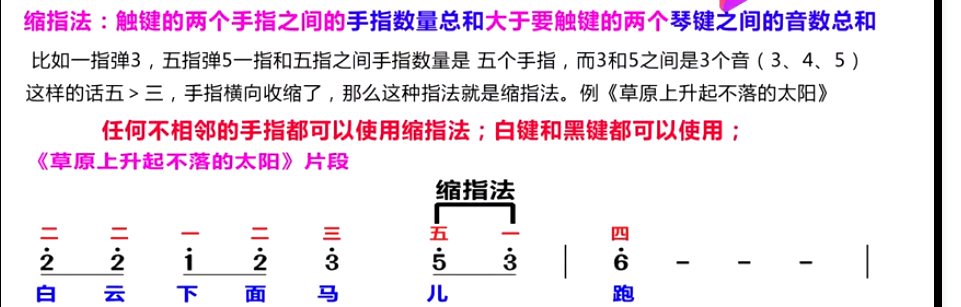 缩指法：触键的两个手指之间的手指数量总和大于要触键的两个琴键之间的音数总和
比如一指弹3，五指弹5一指和五指之间手指数量是 五个手指，而3和5之间是3个音（3、4、5）
这样的话五＞三，手指横向收缩了，那么这种指法就是缩指法。例《草原上升起不落的太阳》
任何不相邻的手指都可以使用缩指法；白键和黑键都可以使用；
《草原上升起不落的太阳》片段
缩指法
二 二 一 二 三 五 一 四
2̇ 2̇ 1̇ 2̇ 3̇ 5̇ 3̇ | 6̇ - - - |
白 云 下 面 马 儿 跑